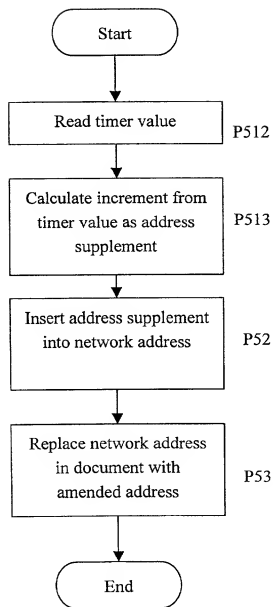 Start
Read timer value
P512
Calculate increment from
timer value as address
supplement
P513
Insert address supplement
into network address
P52
Replace network address
in document with
amended address
P53
End